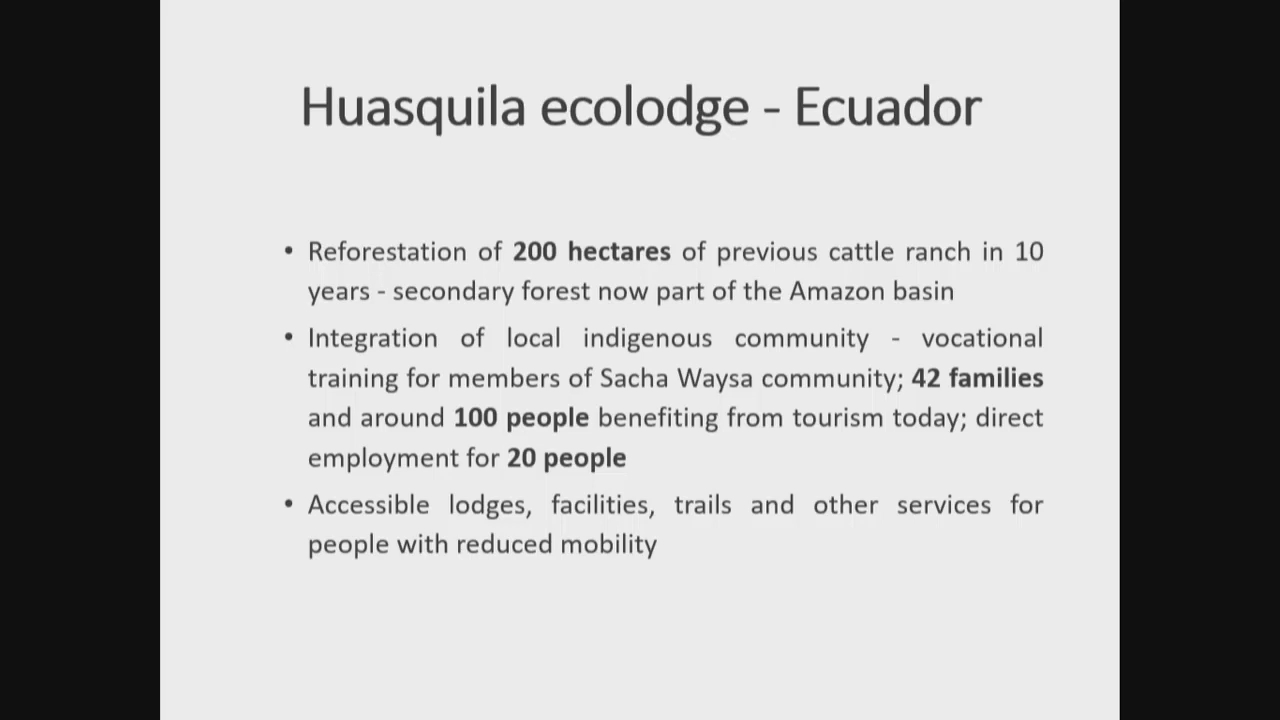 Huasquila ecolodge - Ecuador
• Reforestation of 200 hectares of previous cattle ranch in 10
years - secondary forest now part of the Amazon basin
• Integration of local indigenous community - vocational
training for members of Sacha Waysa community; 42 families
and around 100 people benefiting from tourism today; direct
employment for 20 people
• Accessible lodges, facilities, trails and other services for
people with reduced mobility